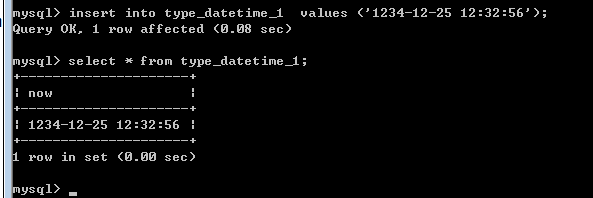 mysql> insert into type_datetime_1  values ('1234-12-25 12:32:56');
Query OK, 1 row affected (0.08 sec)
mysql> select * from type_datetime_1;
+---------------------+
¦ now                 ¦
+---------------------+
¦ 1234-12-25 12:32:56 ¦
+---------------------+
1 row in set (0.00 sec)
mysql> _